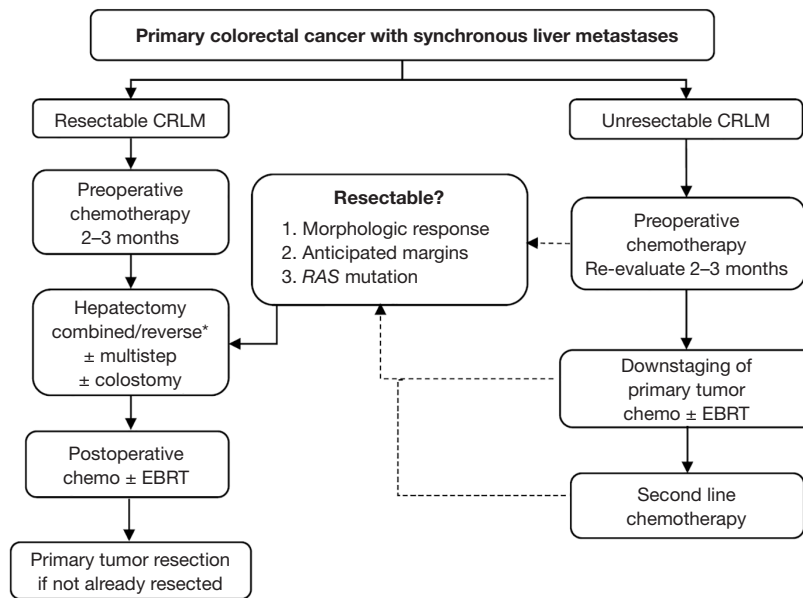 Primary colorectal cancer with synchronous liver metastases
Resectable CRLM
Unresectable CRLM
Preoperative
chemotherapy
2–3 months
Resectable?
1. Morphologic response
2. Anticipated margins
3. RAS mutation
Preoperative
chemotherapy
Re-evaluate 2–3 months
Hepatectomy
combined/reverse*
± multistep
± colostomy
Downstaging of
primary tumor
chemo ± EBRT
Postoperative
chemo ± EBRT
Second line
chemotherapy
Primary tumor resection
if not already resected